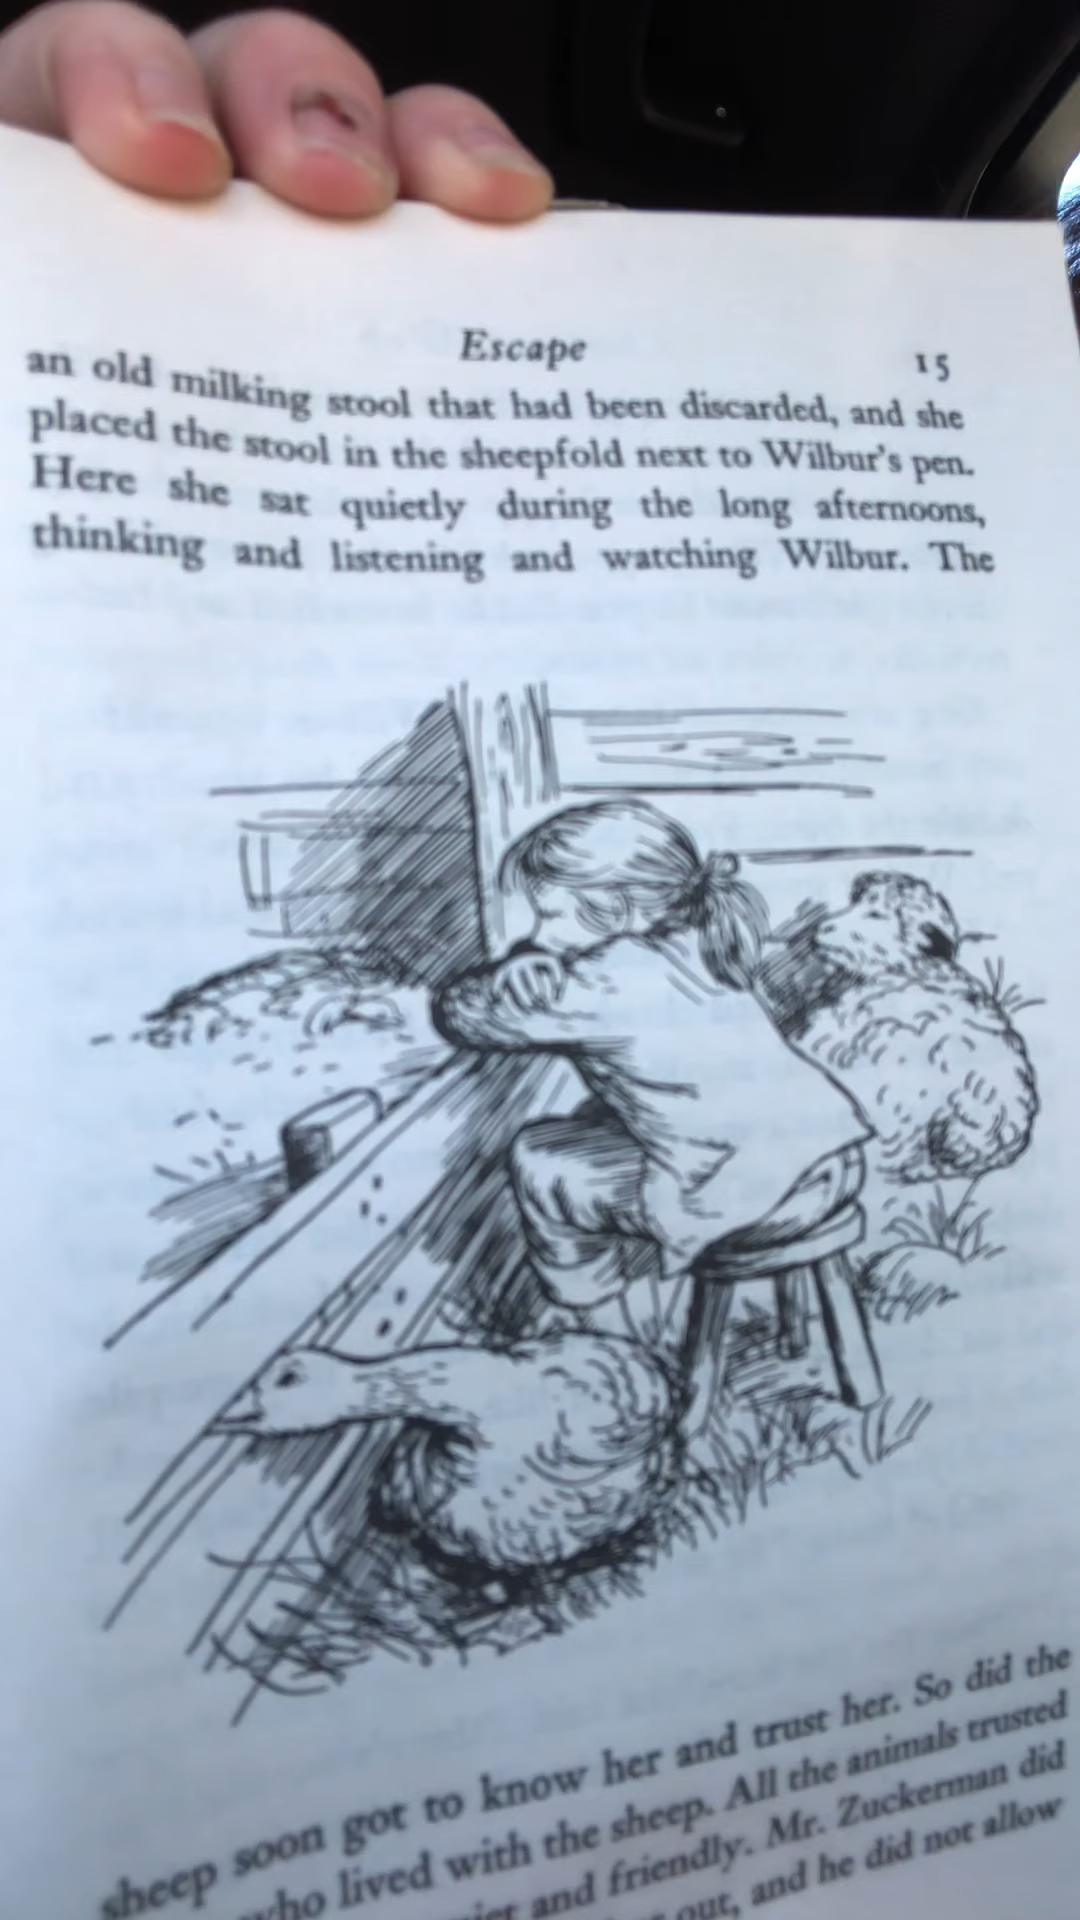 Escape 15
an old milking stool that had been discarded, and she
placed the stool in the sheepfold next to Wilbur's pen.
Here she sat quietly during the long afternoons,
thinking and listening and watching Wilbur. The
sheep soon got to know her and trust her. So did the
who lived with the sheep. All the animals trusted
and friendly. Mr. Zuckerman did
out, and he did not allow